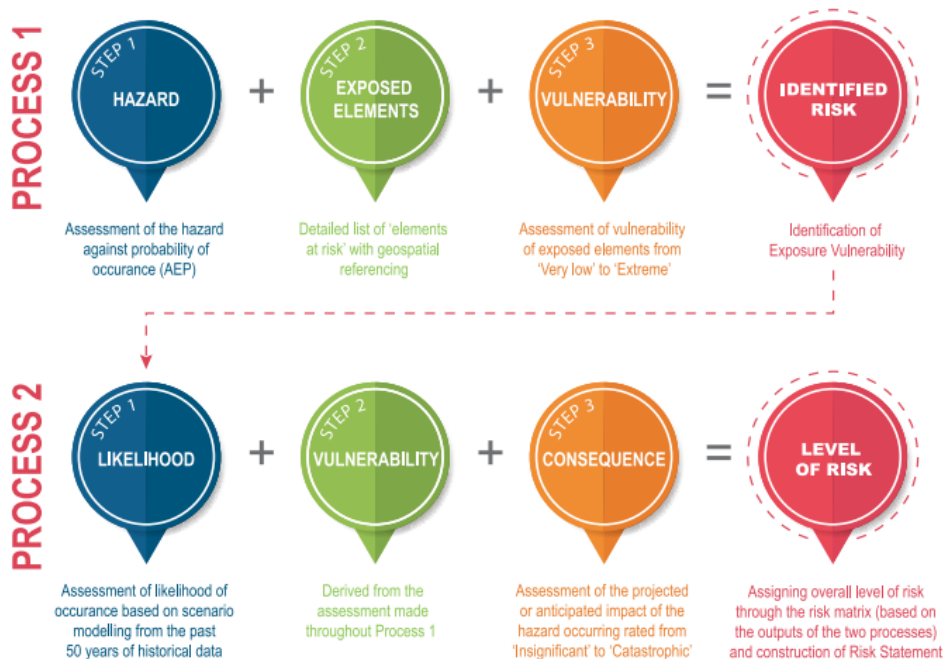 PROCESS 1
STEP 1
HAZARD
+
STEP 2
EXPOSED
ELEMENTS
+
STEP 3
VULNERABILITY
=
IDENTIFIED
RISK
Assessment of the hazard
against probability of
occurance (AEP)
Detailed list of ‘elements
at risk’ with geospatial
referencing
Assessment of vulnerability
of exposed elements from
‘Very low’ to ‘Extreme’
Identification of
Exposure Vulnerability
PROCESS 2
STEP 1
LIKELIHOOD
+
STEP 2
VULNERABILITY
+
STEP 3
CONSEQUENCE
=
LEVEL
OF RISK
Assessment of likelihood of
occurance based on scenario
modelling from the past
50 years of historical data
Derived from the
assessment made
throughout Process 1
Assessment of the projected
or anticipated impact of the
hazard occurring rated from
‘Insignificant’ to ‘Catastrophic’
Assigning overall level of risk
through the risk matrix (based
on the outputs of the two processes)
and construction of Risk Statement